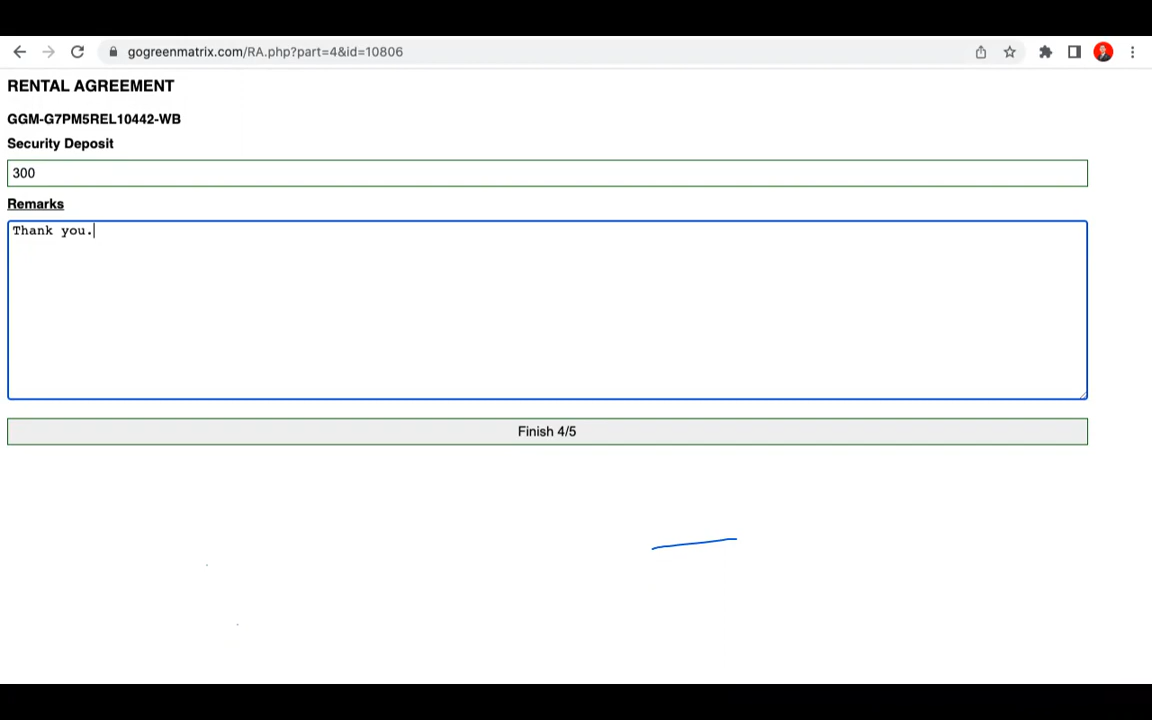 gogreenmatrix.com/RA.php?part=4&id=10806
RENTAL AGREEMENT
GGM-G7PM5REL10442-WB
Security Deposit
300
Remarks
Thank you.
Finish 4/5